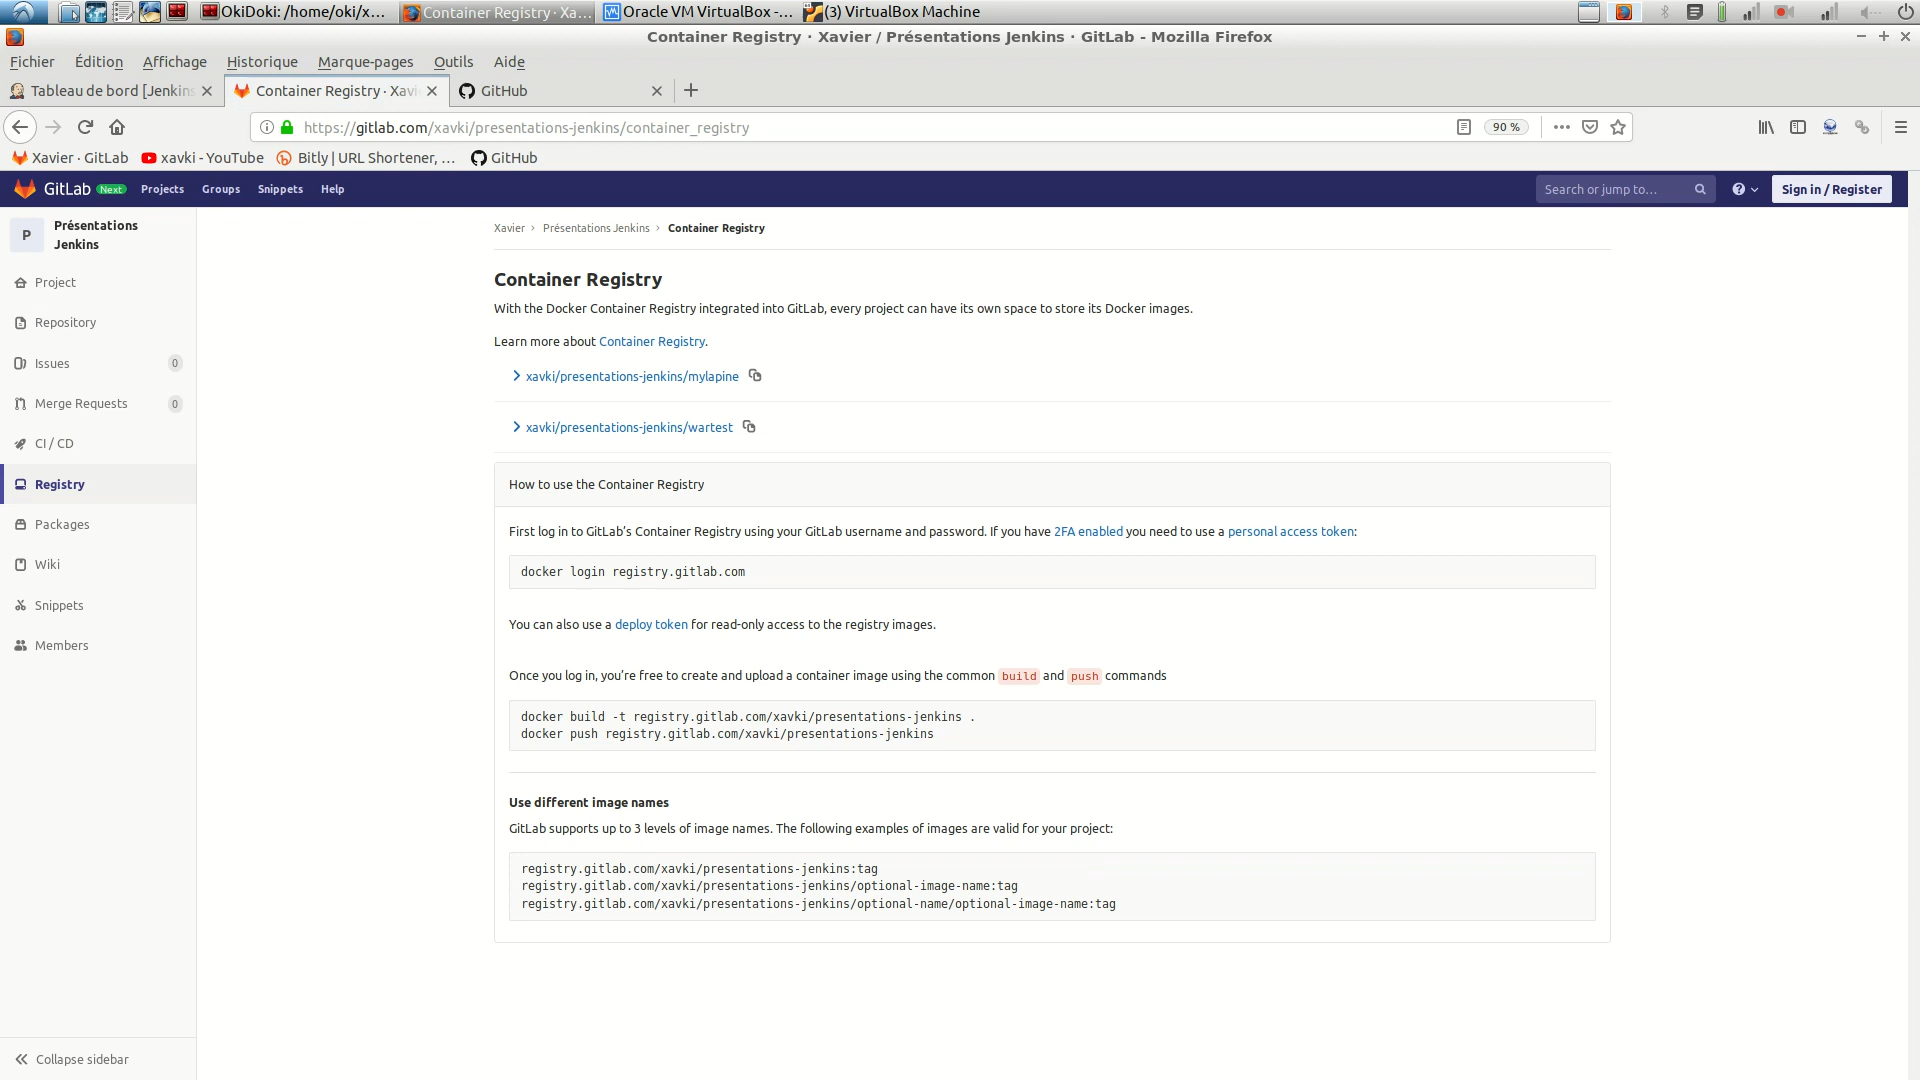 OkiDoki: /home/oki/x...
Container Registry · Xa...
Oracle VM VirtualBox -...
(3) VirtualBox Machine
Container Registry · Xavier / Présentations Jenkins · GitLab - Mozilla Firefox
Fichier Édition Affichage Historique Marque-pages Outils Aide
Tableau de bord [Jenkins
Container Registry · Xavi
GitHub
https://gitlab.com/xavki/presentations-jenkins/container_registry
90 %
Xavier · GitLab
xavki - YouTube
Bitly | URL Shortener, ...
GitHub
GitLab Next Projects Groups Snippets Help
Search or jump to...
Sign in / Register
P
Présentations
Jenkins
Project
Repository
Issues 0
Merge Requests 0
CI / CD
Registry
Packages
Wiki
Snippets
Members
Collapse sidebar
Xavier › Présentations Jenkins › Container Registry
Container Registry
With the Docker Container Registry integrated into GitLab, every project can have its own space to store its Docker images.
Learn more about Container Registry.
xavki/presentations-jenkins/mylapine
xavki/presentations-jenkins/wartest
How to use the Container Registry
First log in to GitLab’s Container Registry using your GitLab username and password. If you have 2FA enabled you need to use a personal access token:
docker login registry.gitlab.com
You can also use a deploy token for read-only access to the registry images.
Once you log in, you’re free to create and upload a container image using the common build and push commands
docker build -t registry.gitlab.com/xavki/presentations-jenkins .
docker push registry.gitlab.com/xavki/presentations-jenkins
Use different image names
GitLab supports up to 3 levels of image names. The following examples of images are valid for your project:
registry.gitlab.com/xavki/presentations-jenkins:tag
registry.gitlab.com/xavki/presentations-jenkins/optional-image-name:tag
registry.gitlab.com/xavki/presentations-jenkins/optional-name/optional-image-name:tag